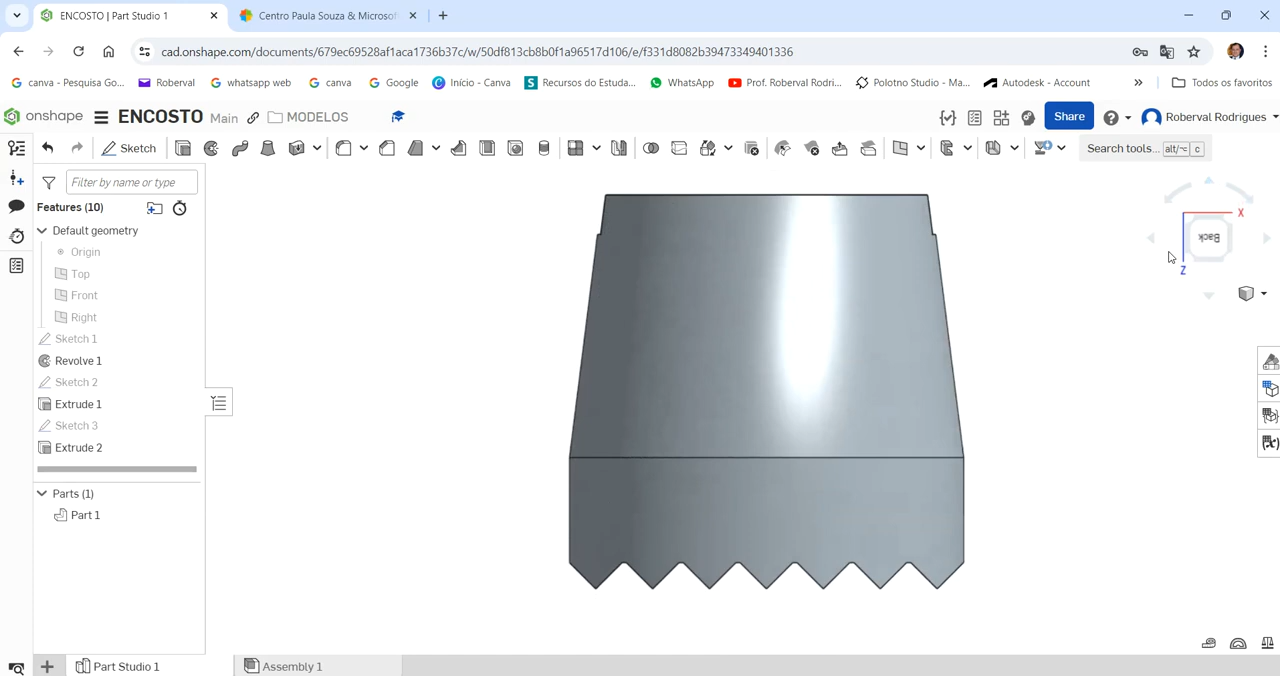 ENCOSTO | Part Studio 1
Centro Paula Souza & Microsof
cad.onshape.com/documents/679ec69528af1aca1736b37c/w/50df813cb8b0f1a96517d106/e/f331d8082b39473349401336
canva - Pesquisa Go...
Roberval
whatsapp web
canva
Google
Início - Canva
Recursos do Estuda...
WhatsApp
Prof. Roberval Rodri...
Polotno Studio - Ma...
Autodesk - Account
»
Todos os favoritos
onshape
ENCOSTO Main
MODELOS
Share
Roberval Rodrigues
Sketch
Search tools... alt/⌥ c
Filter by name or type
Features (10)
Default geometry
Origin
Top
Front
Right
Sketch 1
Revolve 1
Sketch 2
Extrude 1
Sketch 3
Extrude 2
Parts (1)
Part 1
X
Back
Z
Part Studio 1
Assembly 1